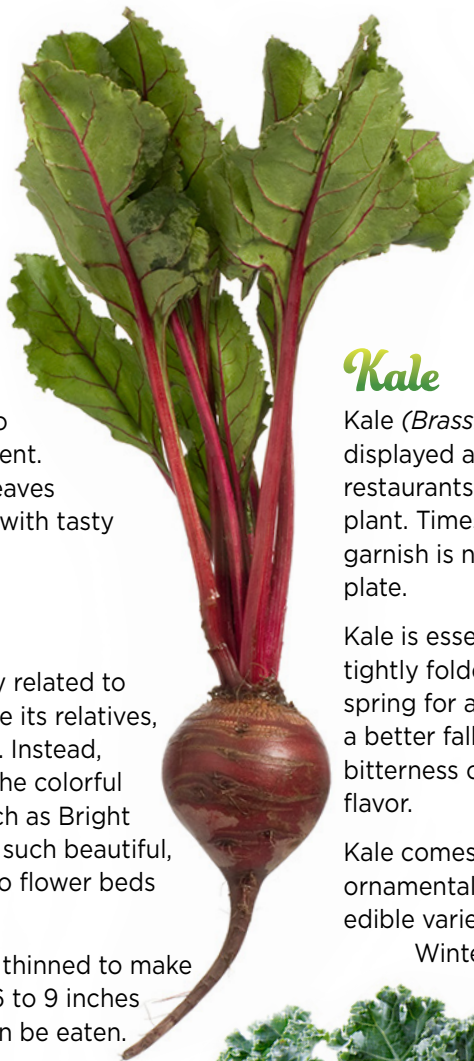 o
ent.
eaves
with tasty
y related to
e its relatives,
. Instead,
he colorful
ch as Bright
such beautiful,
o flower beds
thinned to make
6 to 9 inches
n be eaten.
Kale
Kale (Brass
displayed a
restaurants
plant. Time
garnish is n
plate.
Kale is esse
tightly folde
spring for a
a better fall
bitterness
flavor.
Kale comes
ornamental
edible varie
Winte